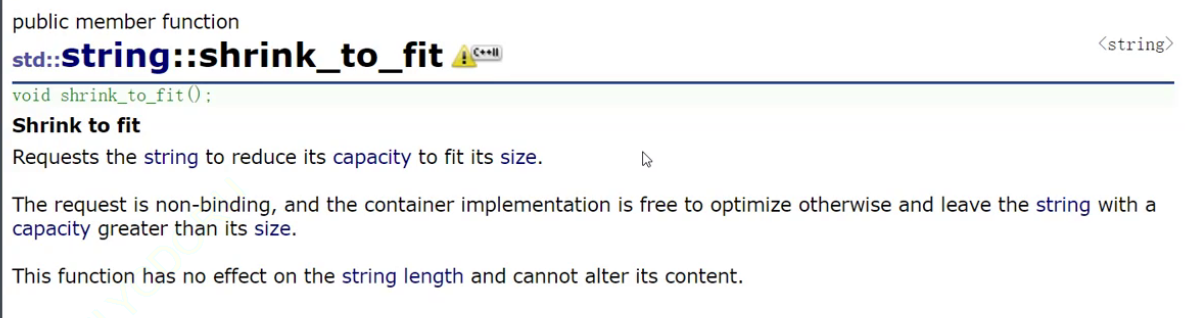 public member function
std::string::shrink_to_fit C++11
<string>
void shrink_to_fit();
Shrink to fit
Requests the string to reduce its capacity to fit its size.
The request is non-binding, and the container implementation is free to optimize otherwise and leave the string with a
capacity greater than its size.
This function has no effect on the string length and cannot alter its content.